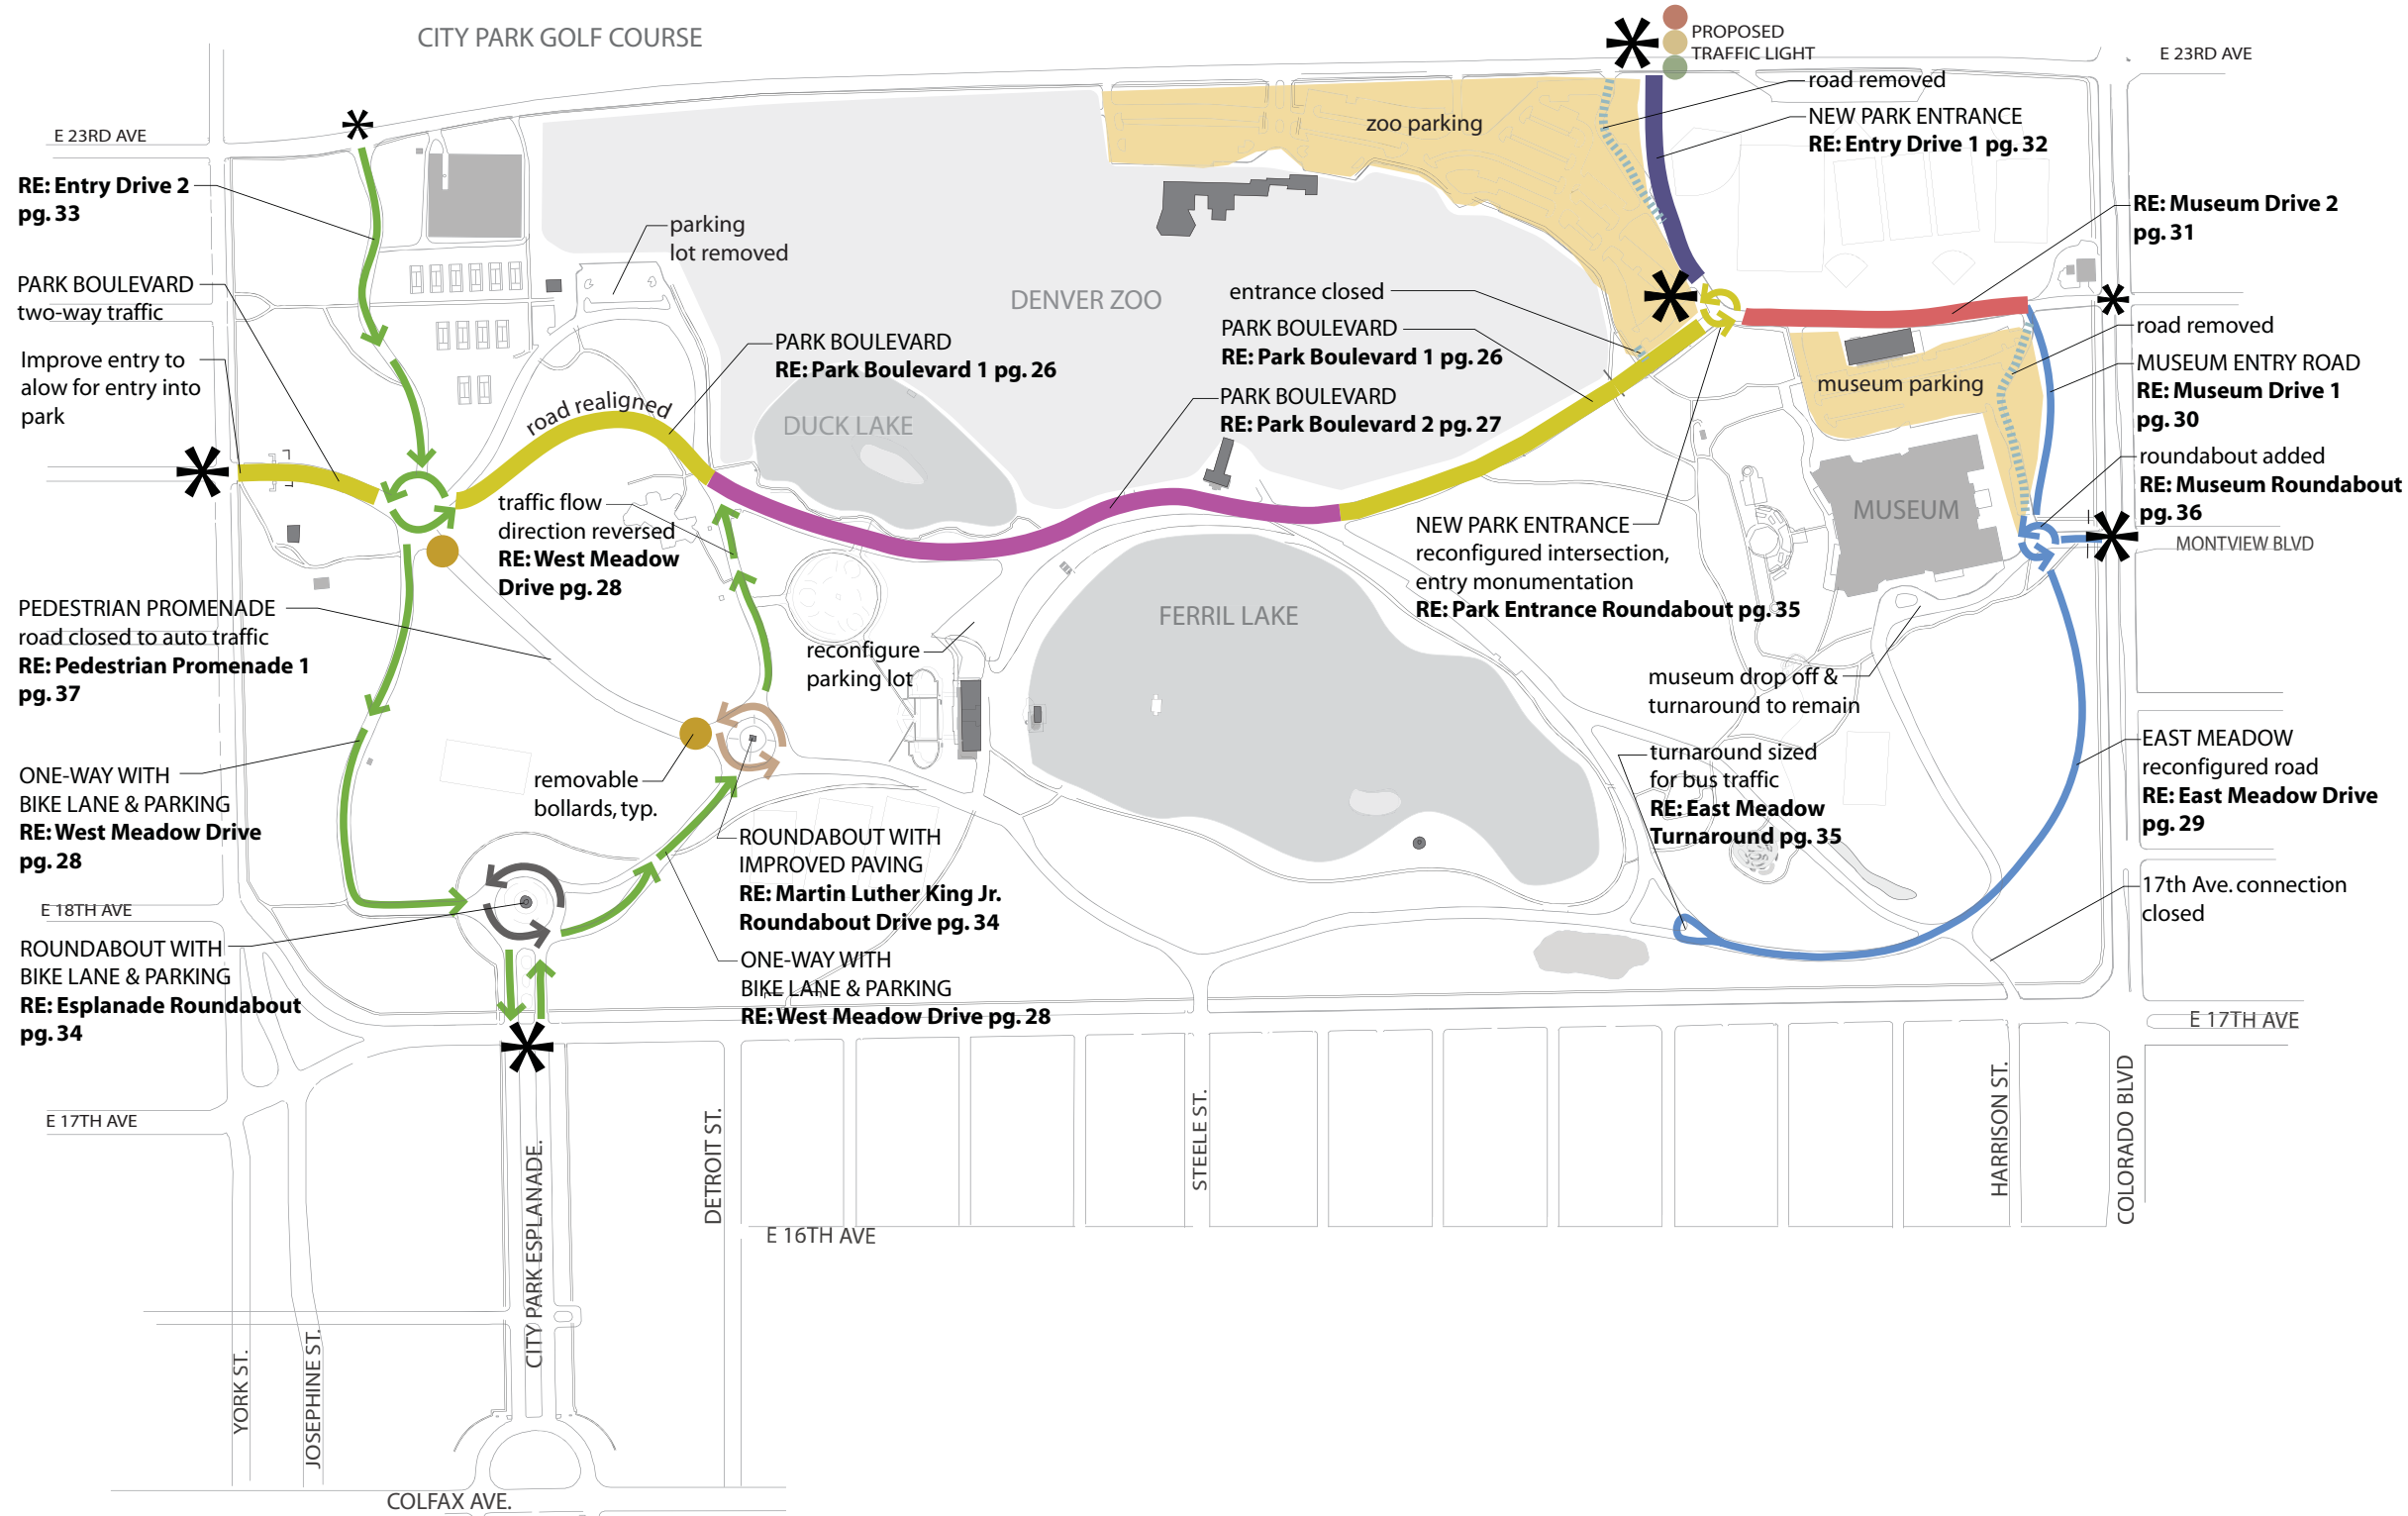 CITY PARK GOLF COURSE
PROPOSED
TRAFFIC LIGHT
E 23RD AVE
road removed
NEW PARK ENTRANCE
RE: Entry Drive 1 pg. 32
zoo parking
E 23RD AVE
RE: Entry Drive 2
pg. 33
parking
lot removed
RE: Museum Drive 2
pg. 31
PARK BOULEVARD
two-way traffic
DENVER ZOO
entrance closed
PARK BOULEVARD
RE: Park Boulevard 1 pg. 26
PARK BOULEVARD
RE: Park Boulevard 1 pg. 26
PARK BOULEVARD
RE: Park Boulevard 2 pg. 27
road removed
MUSEUM ENTRY ROAD
RE: Museum Drive 1
pg. 30
museum parking
Improve entry to
alow for entry into
park
road realigned
DUCK LAKE
roundabout added
RE: Museum Roundabout
pg. 36
MUSEUM
MONTVIEW BLVD
traffic flow
direction reversed
RE: West Meadow
Drive pg. 28
NEW PARK ENTRANCE
reconfigured intersection,
entry monumentation
RE: Park Entrance Roundabout pg. 35
PEDESTRIAN PROMENADE
road closed to auto traffic
RE: Pedestrian Promenade 1
pg. 37
FERRIL LAKE
reconfigure
parking lot
museum drop off &
turnaround to remain
ONE-WAY WITH
BIKE LANE & PARKING
RE: West Meadow Drive
pg. 28
removable
bollards, typ.
turnaround sized
for bus traffic
RE: East Meadow
Turnaround pg. 35
EAST MEADOW
reconfigured road
RE: East Meadow Drive
pg. 29
ROUNDABOUT WITH
IMPROVED PAVING
RE: Martin Luther King Jr.
Roundabout Drive pg. 34
17th Ave. connection
closed
E 18TH AVE
ROUNDABOUT WITH
BIKE LANE & PARKING
RE: Esplanade Roundabout
pg. 34
ONE-WAY WITH
BIKE LANE & PARKING
RE: West Meadow Drive pg. 28
E 17TH AVE
E 17TH AVE
YORK ST.
JOSEPHINE ST.
CITY PARK ESPLANADE.
DETROIT ST.
STEELE ST.
HARRISON ST.
COLORADO BLVD
E 16TH AVE
COLFAX AVE.